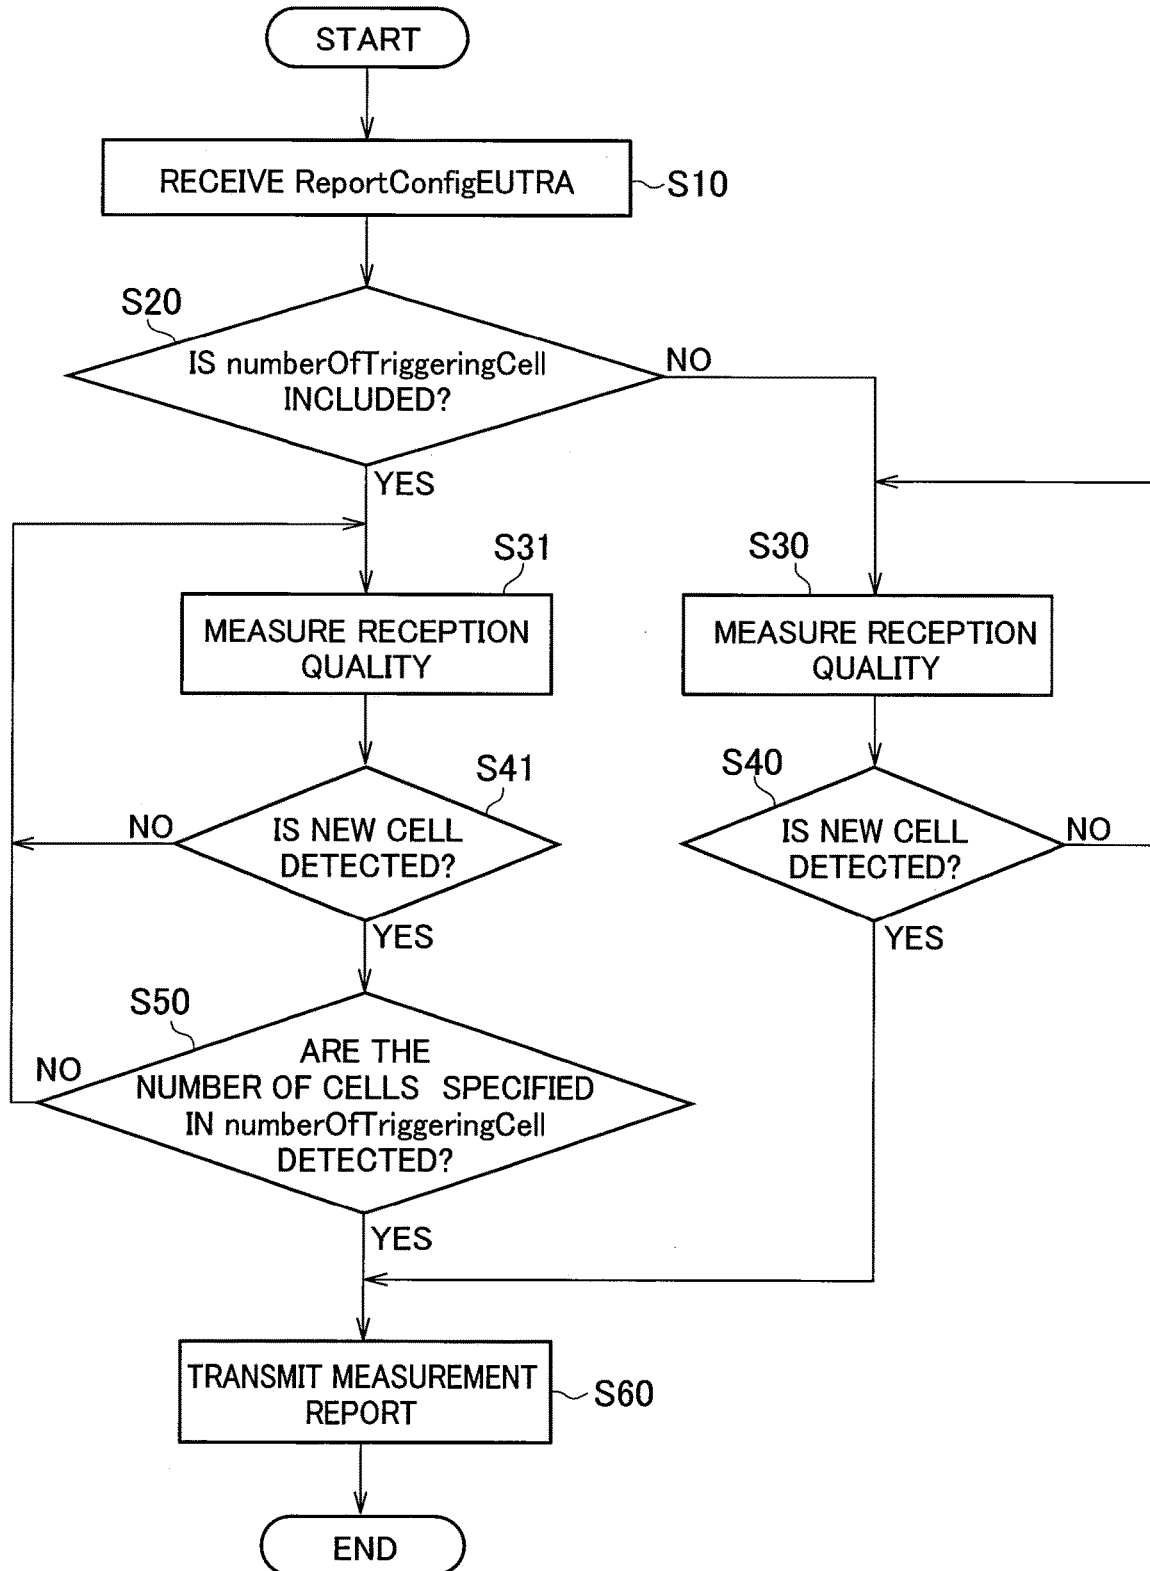 START
RECEIVE ReportConfigEUTRA
S10
S20
IS numberOfTriggeringCell
INCLUDED?
NO
YES
S31
MEASURE RECEPTION
QUALITY
S30
MEASURE RECEPTION
QUALITY
S41
IS NEW CELL
DETECTED?
NO
YES
S40
IS NEW CELL
DETECTED?
NO
YES
S50
ARE THE
NUMBER OF CELLS SPECIFIED
IN numberOfTriggeringCell
DETECTED?
NO
YES
TRANSMIT MEASUREMENT
REPORT
S60
END